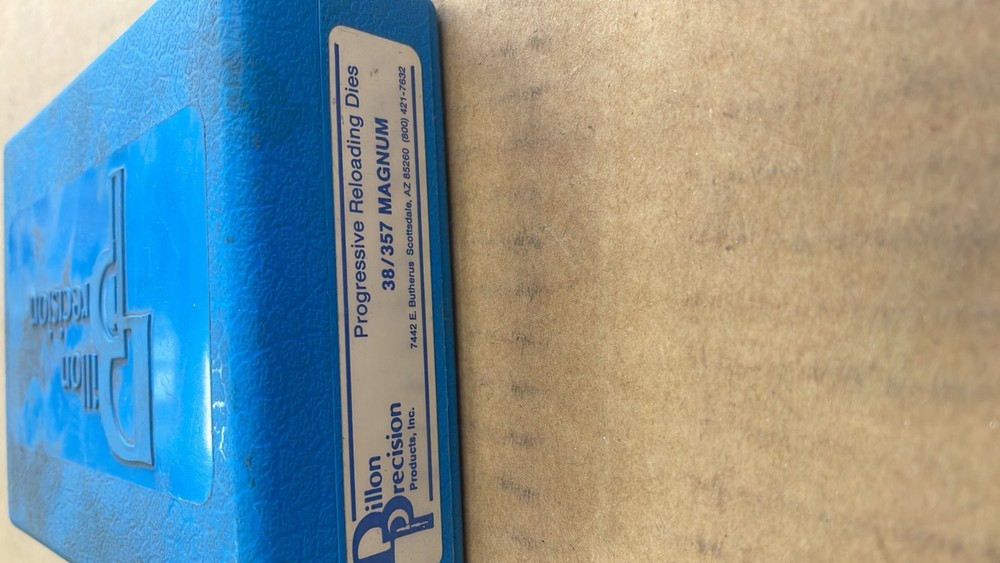 Dillon
Precision
Products, Inc.
Progressive Reloading Dies
38/357 MAGNUM
7442 E. Butherus Scottsdale, AZ 85260 (800) 421-7632
Dillon
Precision